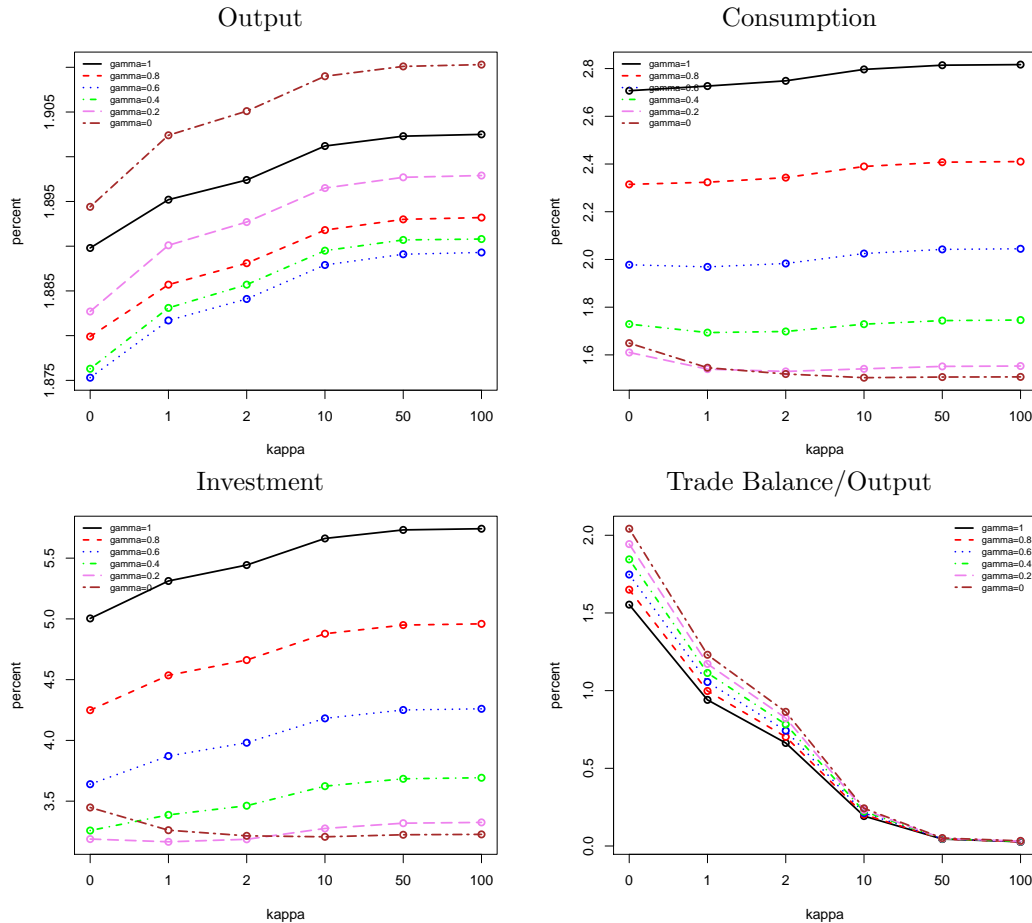 Output
gamma=1
gamma=0.8
gamma=0.6
gamma=0.4
gamma=0.2
gamma=0
percent
1.875
1.885
1.895
1.905
0 1 2 10 50 100
kappa
Consumption
gamma=1
gamma=0.8
gamma=0.6
gamma=0.4
gamma=0.2
gamma=0
percent
1.6
1.8
2.0
2.2
2.4
2.6
2.8
0 1 2 10 50 100
kappa
Investment
gamma=1
gamma=0.8
gamma=0.6
gamma=0.4
gamma=0.2
gamma=0
percent
3.5
4.0
4.5
5.0
5.5
0 1 2 10 50 100
kappa
Trade Balance/Output
gamma=1
gamma=0.8
gamma=0.6
gamma=0.4
gamma=0.2
gamma=0
percent
0.0
0.5
1.0
1.5
2.0
0 1 2 10 50 100
kappa